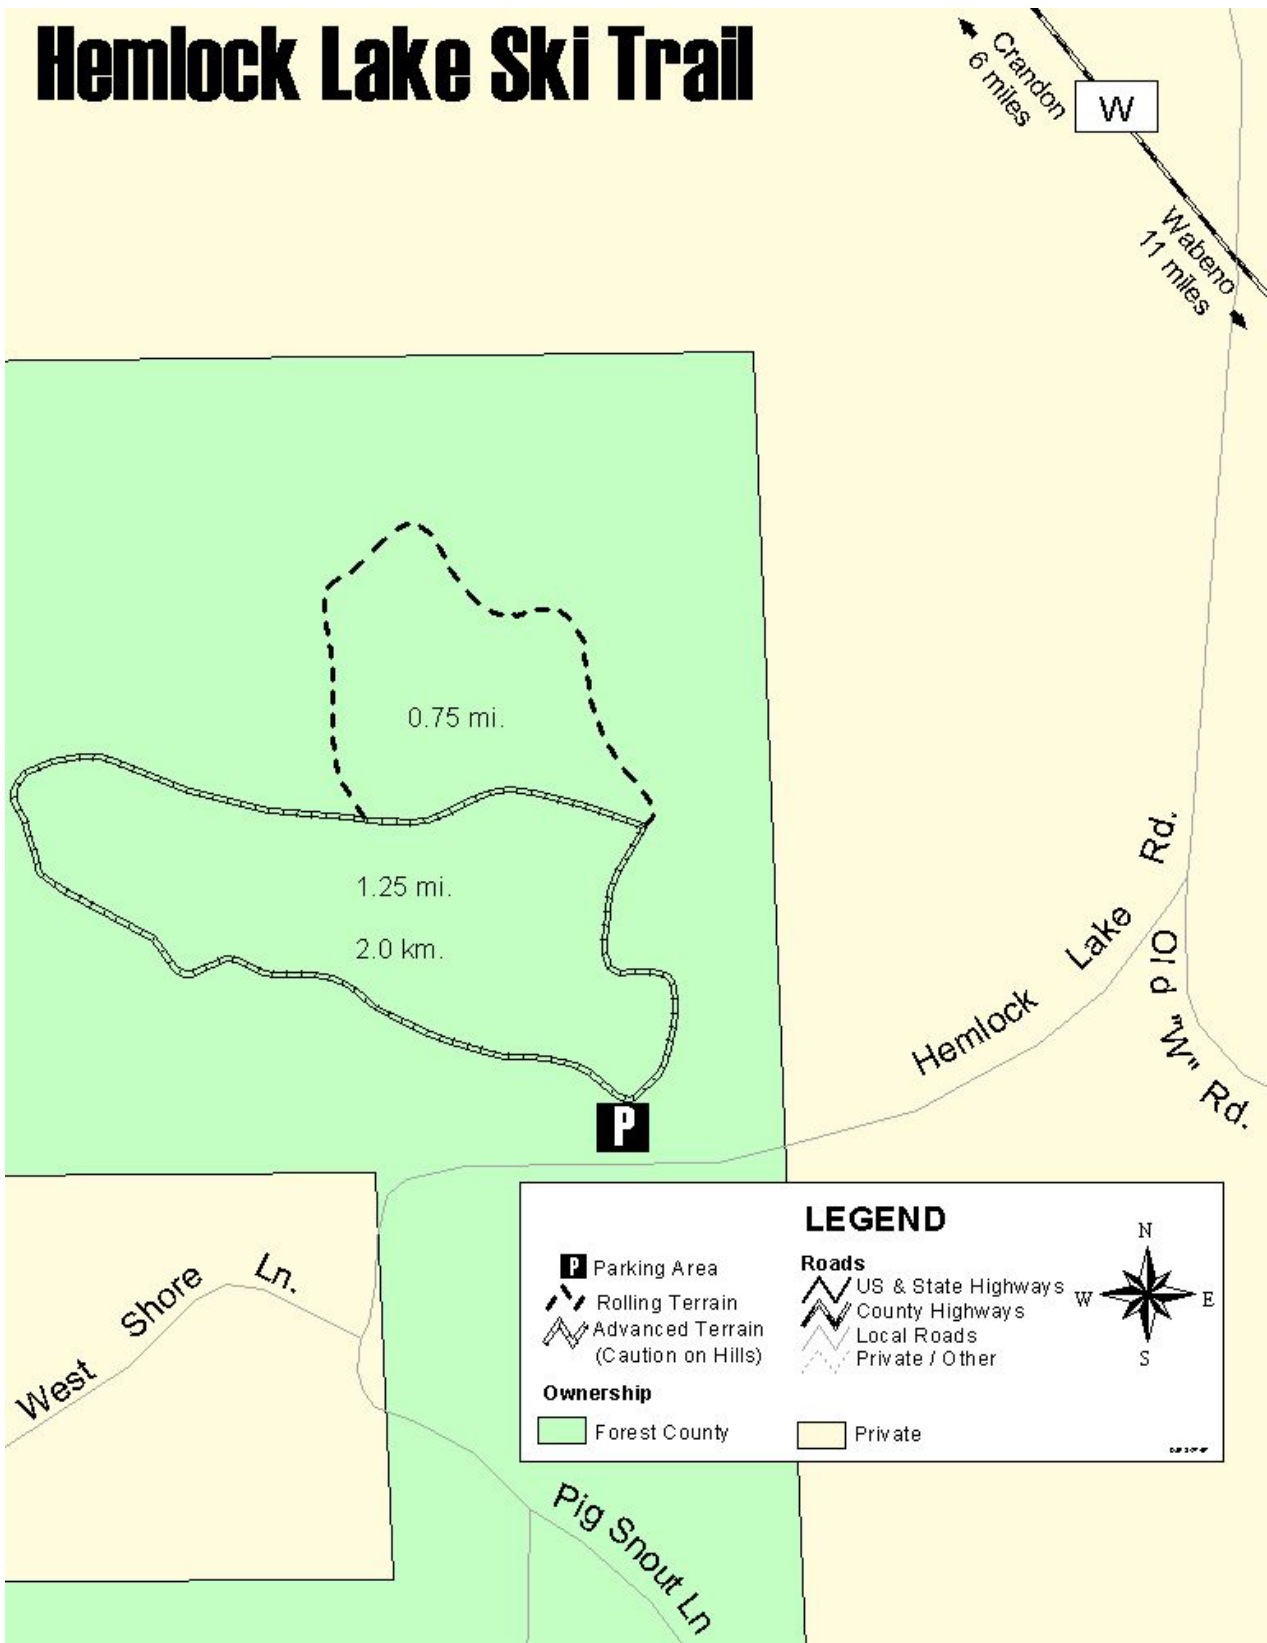 Hemlock Lake Ski Trail
Crandon
6 miles
W
Wabeno
11 miles
0.75 mi.
1.25 mi.
2.0 km.
Hemlock Lake Rd.
Old "W" Rd.
P
West Shore Ln.
Pig Snout Ln
LEGEND
P Parking Area
Rolling Terrain
Advanced Terrain
(Caution on Hills)
Roads
US & State Highways
County Highways
Local Roads
Private / Other
N
W
E
S
Ownership
Forest County
Private